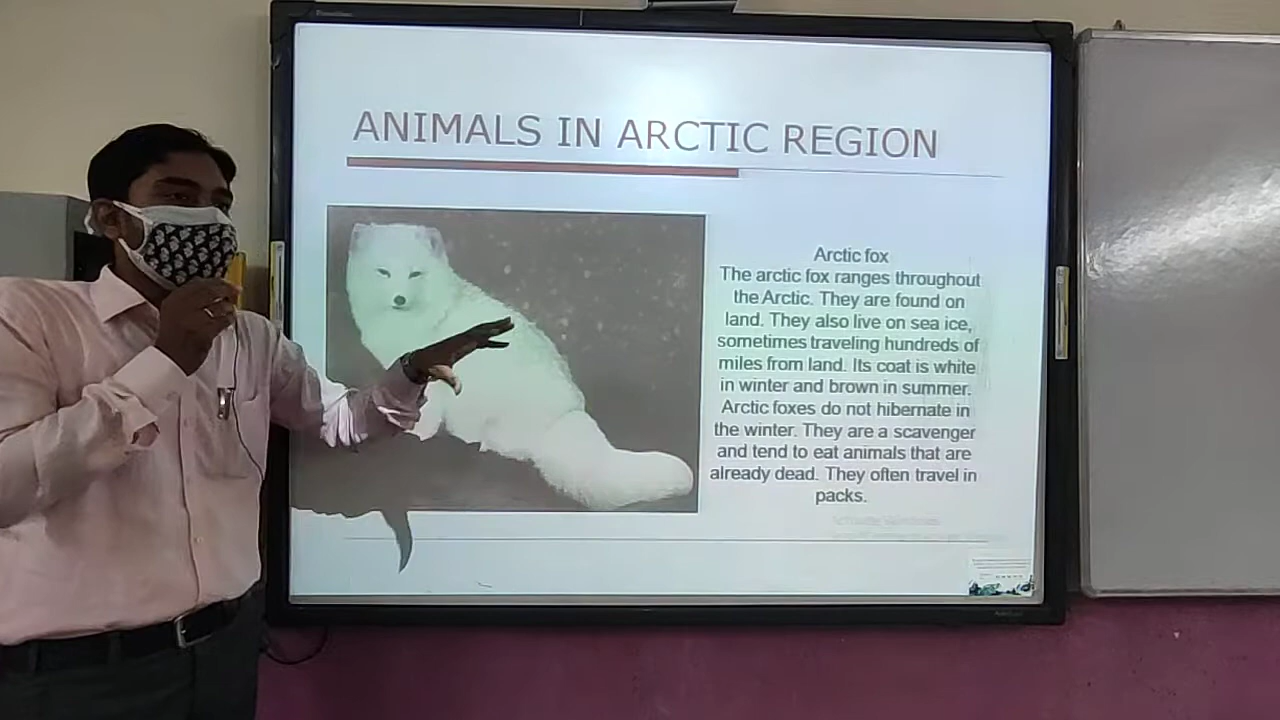 ANIMALS IN ARCTIC REGION
Arctic fox
The arctic fox ranges throughout
the Arctic. They are found on
land. They also live on sea ice,
sometimes traveling hundreds of
miles from land. Its coat is white
in winter and brown in summer.
Arctic foxes do not hibernate in
the winter. They are a scavenger
and tend to eat animals that are
already dead. They often travel in
packs.